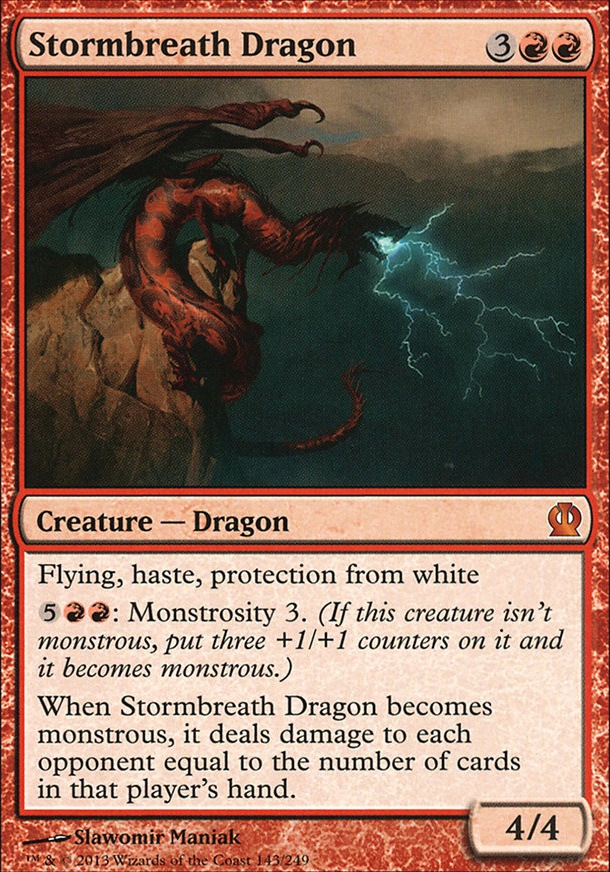 Stormbreath Dragon 3
Creature — Dragon
Flying, haste, protection from white
5: Monstrosity 3. (If this creature isn't
monstrous, put three +1/+1 counters on it and
it becomes monstrous.)
When Stormbreath Dragon becomes
monstrous, it deals damage to each
opponent equal to the number of cards
in that player's hand.
4/4
Slawomir Maniak
™ & © 2013 Wizards of the Coast 143/249